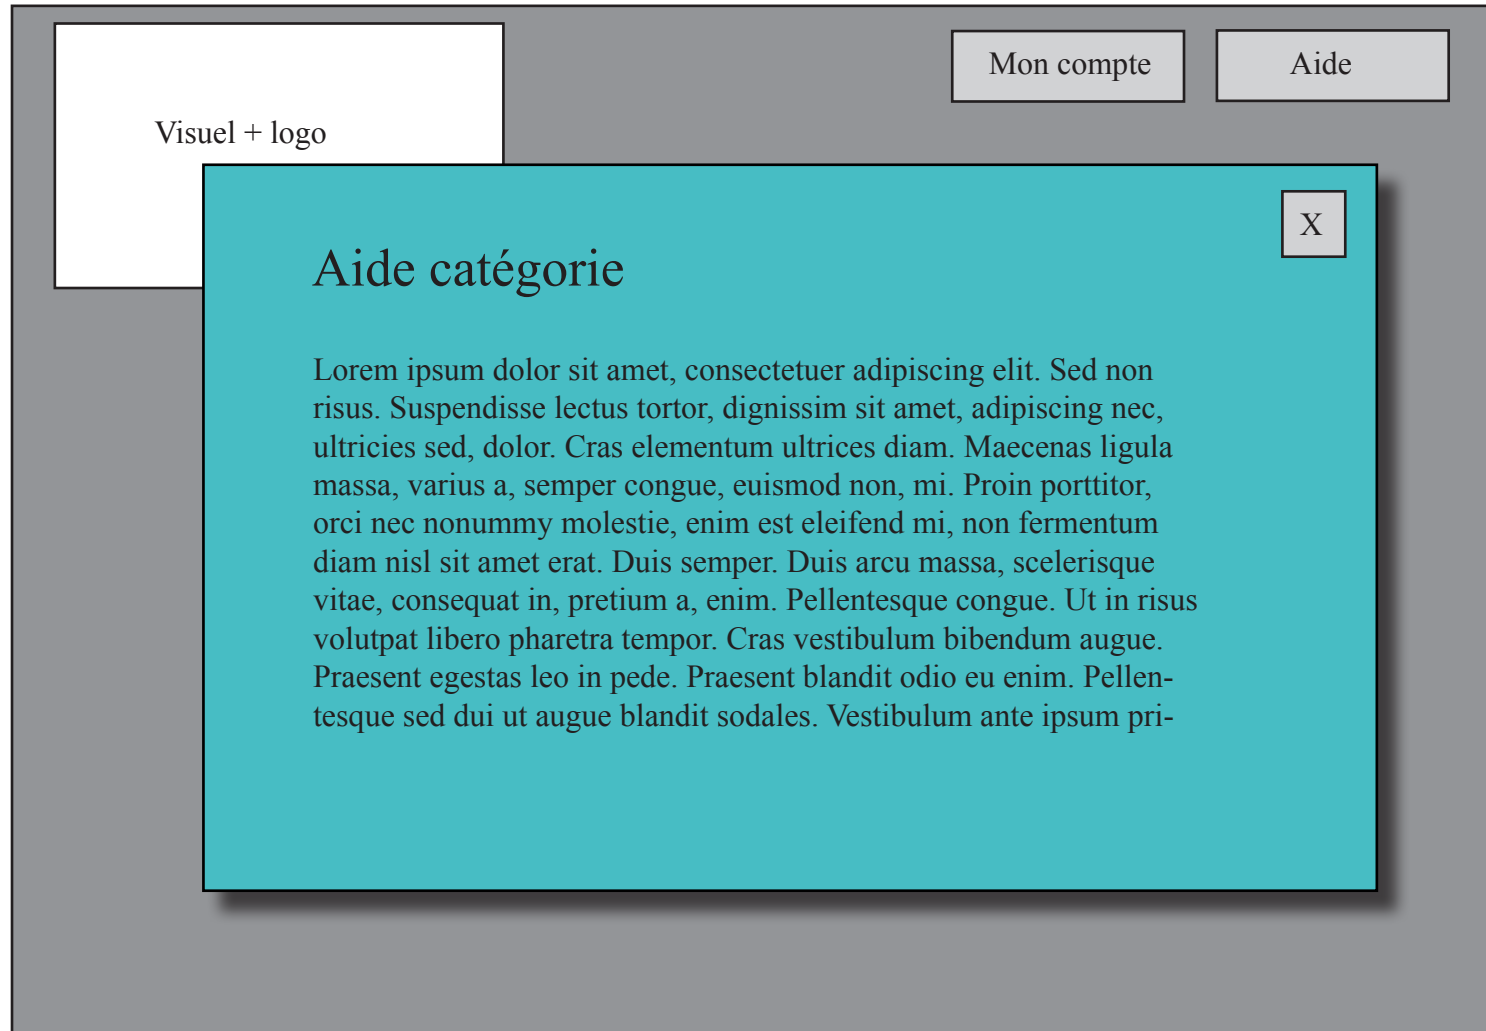 Mon compte
Aide
Visuel + logo
X
Aide catégorie
Lorem ipsum dolor sit amet, consectetuer adipiscing elit. Sed non
risus. Suspendisse lectus tortor, dignissim sit amet, adipiscing nec,
ultricies sed, dolor. Cras elementum ultrices diam. Maecenas ligula
massa, varius a, semper congue, euismod non, mi. Proin porttitor,
orci nec nonummy molestie, enim est eleifend mi, non fermentum
diam nisl sit amet erat. Duis semper. Duis arcu massa, scelerisque
vitae, consequat in, pretium a, enim. Pellentesque congue. Ut in risus
volutpat libero pharetra tempor. Cras vestibulum bibendum augue.
Praesent egestas leo in pede. Praesent blandit odio eu enim. Pellen-
tesque sed dui ut augue blandit sodales. Vestibulum ante ipsum pri-